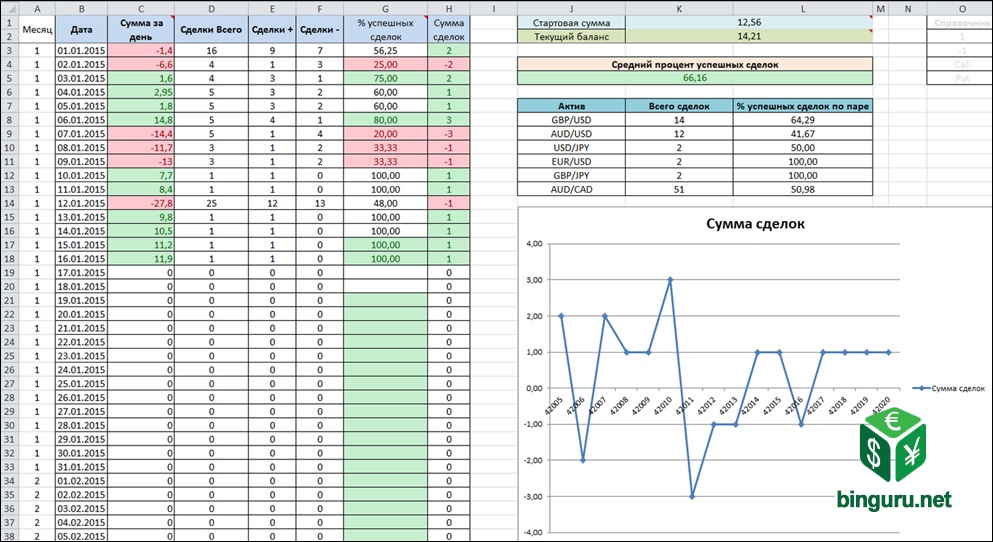 A B C D E F G H I J K L M N O
1 Месяц Дата Сумма за день Сделки Всего Сделки + Сделки - % успешных сделок Сумма сделок Стартовая сумма 12,56 Справочник
2 Текущий баланс 14,21 1
3 1 01.01.2015 -1,4 16 9 7 56,25 2 -1
4 1 02.01.2015 -6,6 4 1 3 25,00 -2 Средний процент успешных сделок Call
5 1 03.01.2015 1,6 4 3 1 75,00 2 66,16 Put
6 1 04.01.2015 2,95 5 3 2 60,00 1
7 1 05.01.2015 1,8 5 3 2 60,00 1 Актив Всего сделок % успешных сделок по паре
8 1 06.01.2015 14,8 5 4 1 80,00 3 GBP/USD 14 64,29
9 1 07.01.2015 -14,4 5 1 4 20,00 -3 AUD/USD 12 41,67
10 1 08.01.2015 -11,7 3 1 2 33,33 -1 USD/JPY 2 50,00
11 1 09.01.2015 -13 3 1 2 33,33 -1 EUR/USD 2 100,00
12 1 10.01.2015 7,7 1 1 0 100,00 1 GBP/JPY 2 100,00
13 1 11.01.2015 8,4 1 1 0 100,00 1 AUD/CAD 51 50,98
14 1 12.01.2015 -27,8 25 12 13 48,00 -1
15 1 13.01.2015 9,8 1 1 0 100,00 1
16 1 14.01.2015 10,5 1 1 0 100,00 1
17 1 15.01.2015 11,2 1 1 0 100,00 1
18 1 16.01.2015 11,9 1 1 0 100,00 1
19 1 17.01.2015 0 0 0 0 0
20 1 18.01.2015 0 0 0 0 0
21 1 19.01.2015 0 0 0 0 0
22 1 20.01.2015 0 0 0 0 0
23 1 21.01.2015 0 0 0 0 0
24 1 22.01.2015 0 0 0 0 0
25 1 23.01.2015 0 0 0 0 0
26 1 24.01.2015 0 0 0 0 0
27 1 25.01.2015 0 0 0 0 0
28 1 26.01.2015 0 0 0 0 0
29 1 27.01.2015 0 0 0 0 0
30 1 28.01.2015 0 0 0 0 0
31 1 29.01.2015 0 0 0 0 0
32 1 30.01.2015 0 0 0 0 0
33 1 31.01.2015 0 0 0 0 0
34 2 01.02.2015 0 0 0 0 0
35 2 02.02.2015 0 0 0 0 0
36 2 03.02.2015 0 0 0 0 0
37 2 04.02.2015 0 0 0 0 0
38 2 05.02.2015 0 0 0 0 0
Сумма сделок
4,00
3,00
2,00
1,00
0,00
-1,00
-2,00
-3,00
-4,00
42005 42006 42007 42008 42009 42010 42011 42012 42013 42014 42015 42016 42017 42018 42019 42020
Сумма сделок
€ $ ¥
binguru.net